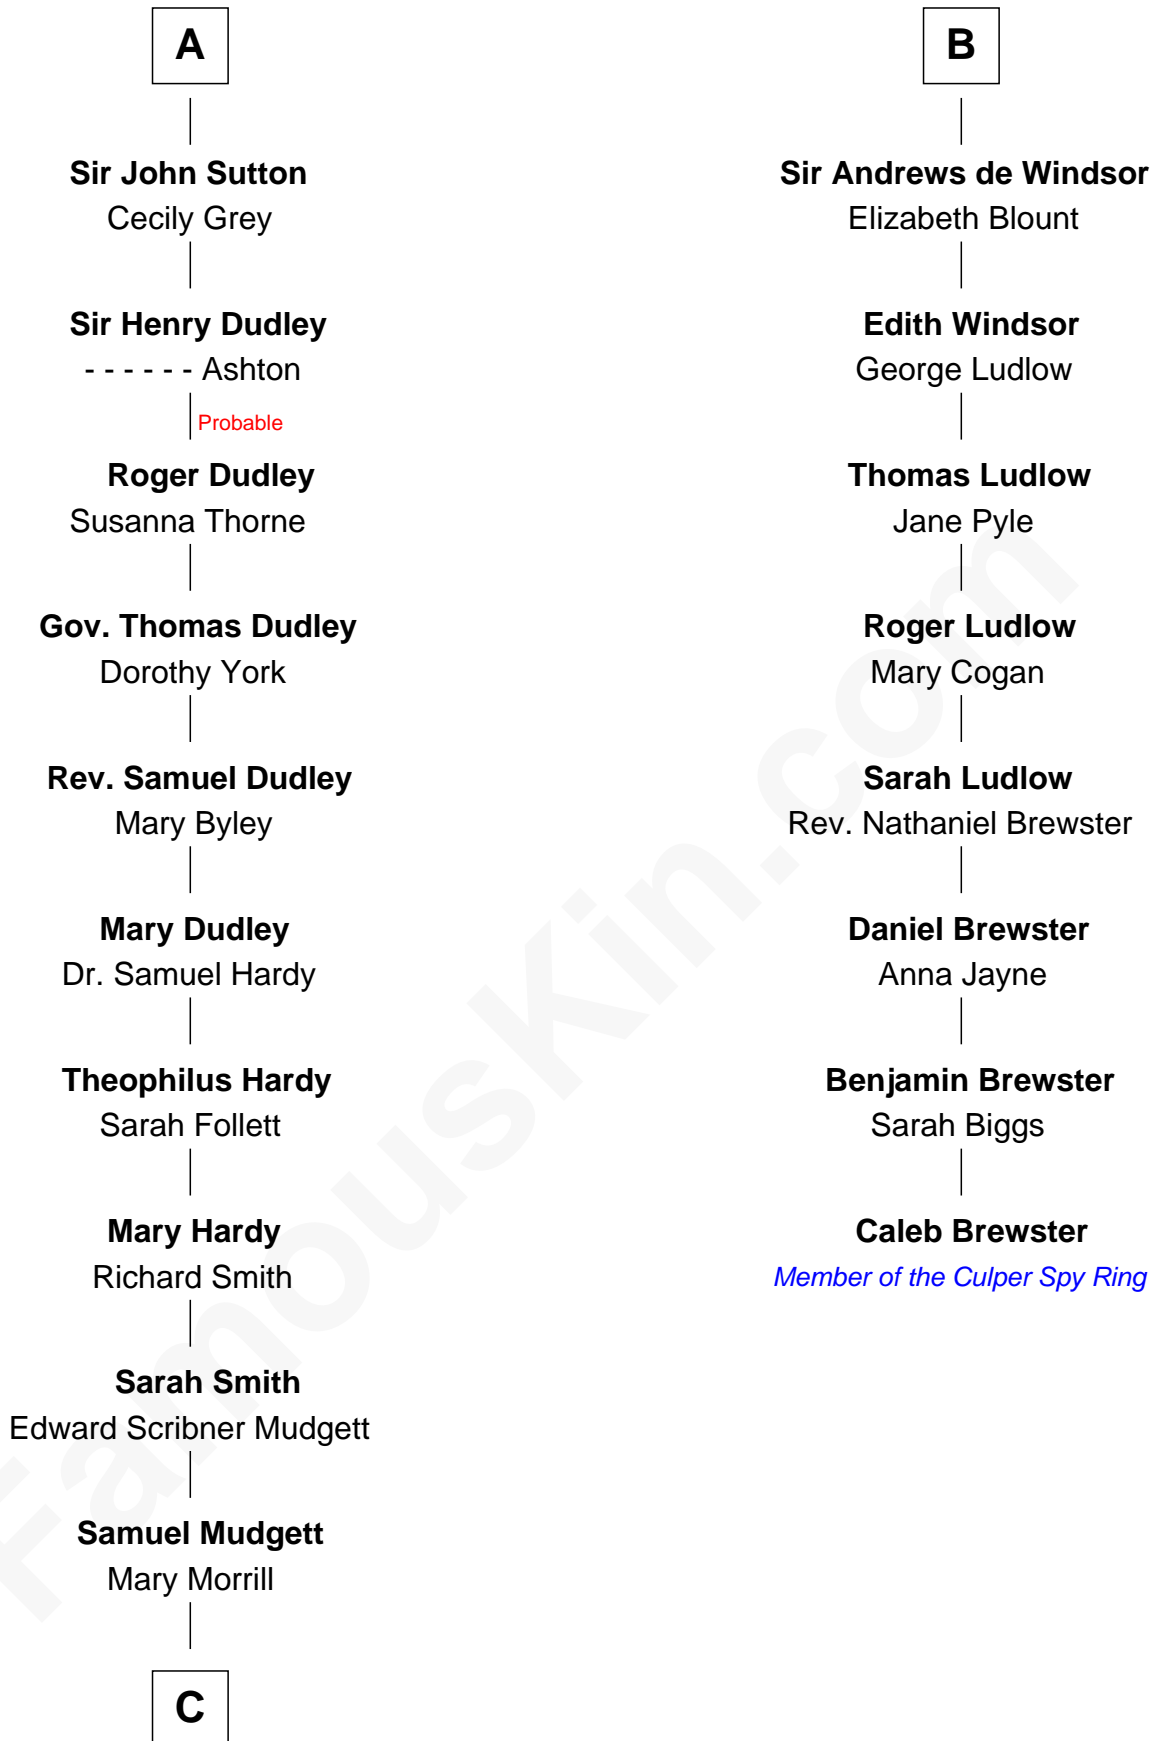 A
Sir John Sutton
Cecily Grey
Sir Henry Dudley
- - - - - - Ashton
Probable
Roger Dudley
Susanna Thorne
Gov. Thomas Dudley
Dorothy York
Rev. Samuel Dudley
Mary Byley
Mary Dudley
Dr. Samuel Hardy
Theophilus Hardy
Sarah Follett
Mary Hardy
Richard Smith
Sarah Smith
Edward Scribner Mudgett
Samuel Mudgett
Mary Morrill
C
B
Sir Andrews de Windsor
Elizabeth Blount
Edith Windsor
George Ludlow
Thomas Ludlow
Jane Pyle
Roger Ludlow
Mary Cogan
Sarah Ludlow
Rev. Nathaniel Brewster
Daniel Brewster
Anna Jayne
Benjamin Brewster
Sarah Biggs
Caleb Brewster
Member of the Culper Spy Ring
FamousKin.com